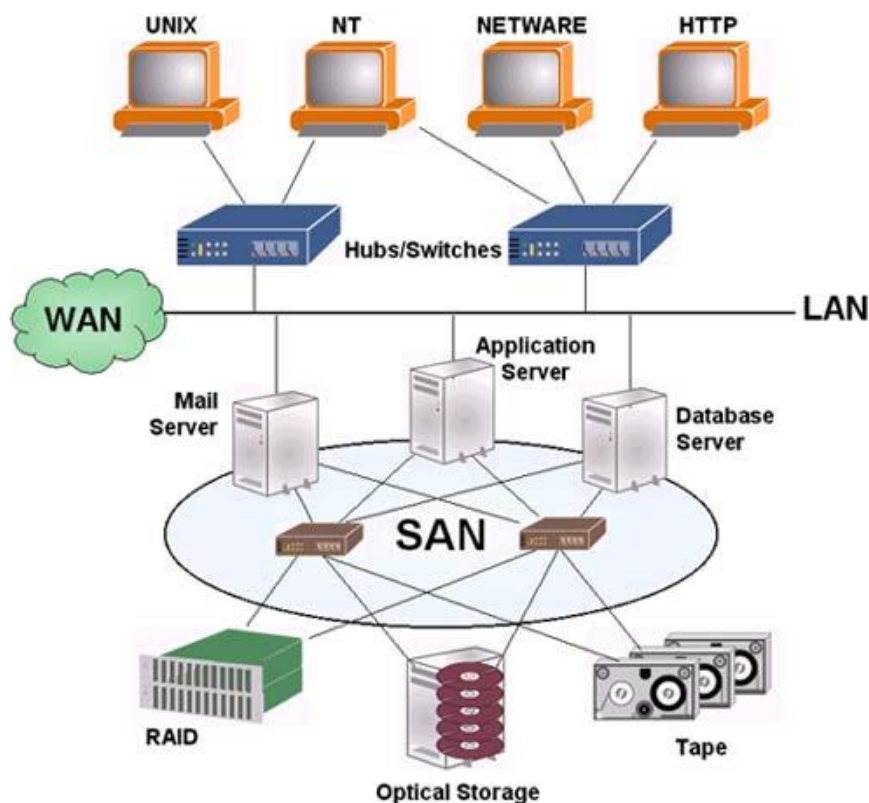 UNIX
NT
NETWARE
HTTP
Hubs/Switches
WAN
LAN
Application
Server
Mail
Server
Database
Server
SAN
RAID
Optical Storage
Tape